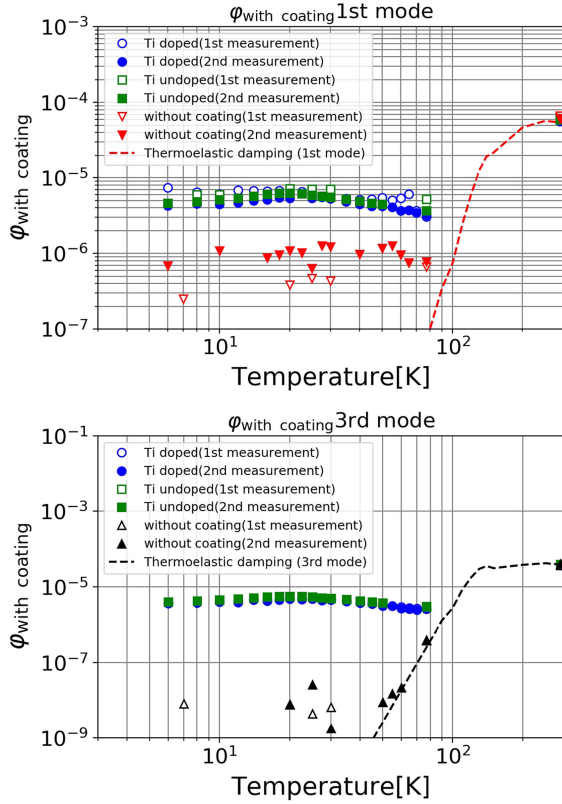 φwith coating1st mode
10⁻³
Ti doped(1st measurement)
Ti doped(2nd measurement)
Ti undoped(1st measurement)
Ti undoped(2nd measurement)
without coating(1st measurement)
without coating(2nd measurement)
Thermoelastic damping (1st mode)
10⁻⁴
10⁻⁵
10⁻⁶
10⁻⁷
φwith coating
10¹
10²
Temperature[K]
φwith coating3rd mode
10⁻¹
Ti doped(1st measurement)
Ti doped(2nd measurement)
Ti undoped(1st measurement)
Ti undoped(2nd measurement)
without coating(1st measurement)
without coating(2nd measurement)
Thermoelastic damping (3rd mode)
10⁻³
10⁻⁵
10⁻⁷
10⁻⁹
φwith coating
10¹
10²
Temperature[K]